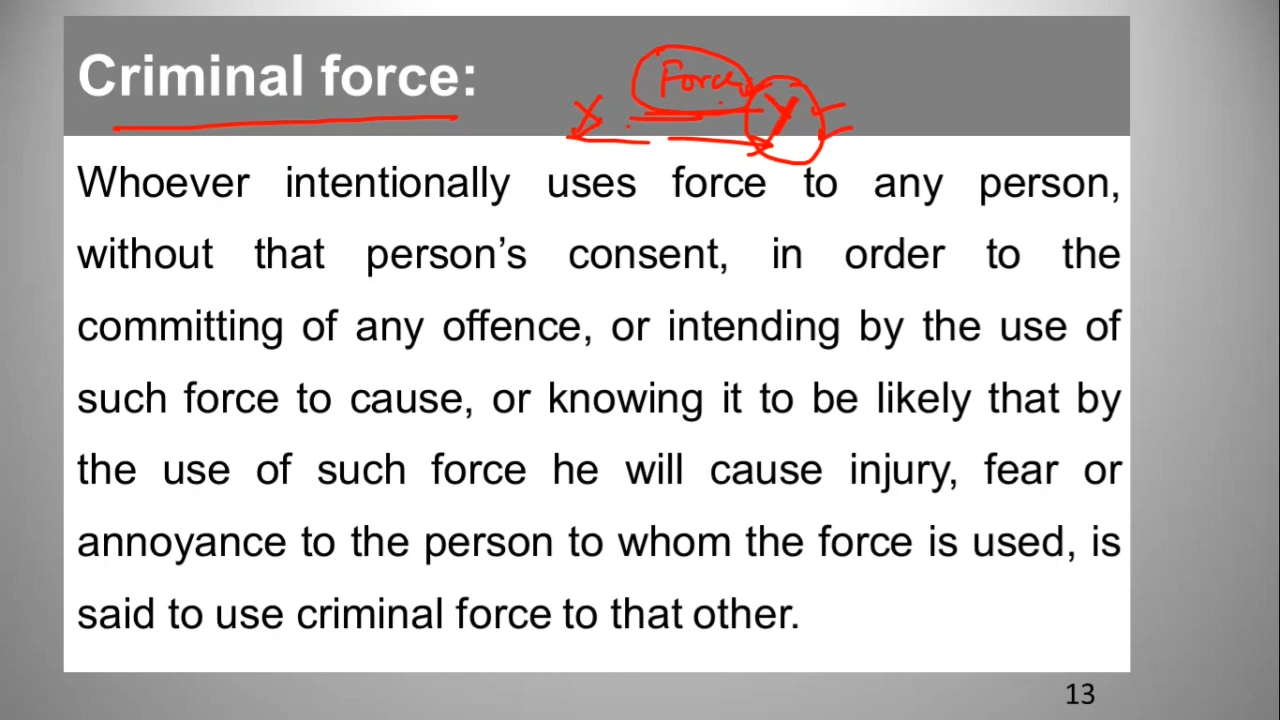 Criminal force:
Force
X
Y
Whoever intentionally uses force to any person,
without that person’s consent, in order to the
committing of any offence, or intending by the use of
such force to cause, or knowing it to be likely that by
the use of such force he will cause injury, fear or
annoyance to the person to whom the force is used, is
said to use criminal force to that other.
13